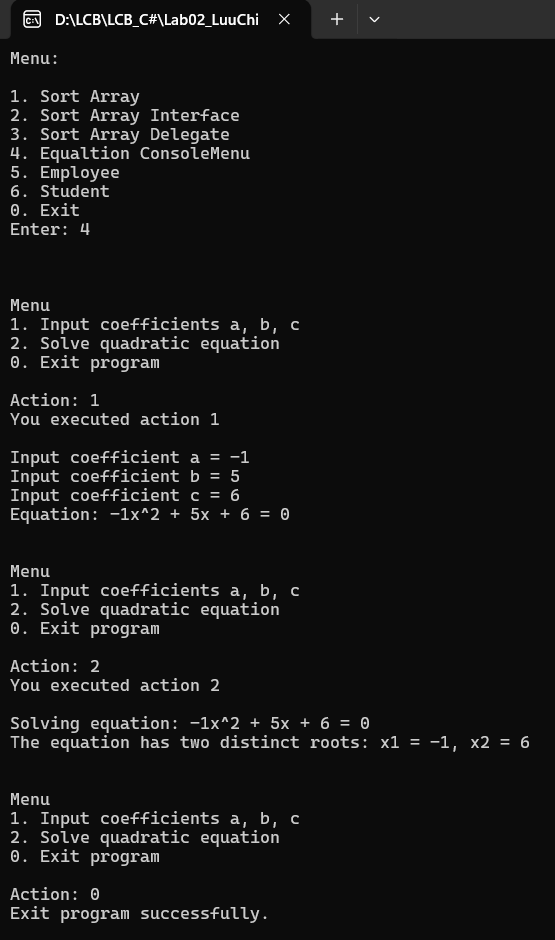 D:\LCB\LCB_C#\Lab02_LuuChi
Menu:
1. Sort Array
2. Sort Array Interface
3. Sort Array Delegate
4. Equaltion ConsoleMenu
5. Employee
6. Student
0. Exit
Enter: 4
Menu
1. Input coefficients a, b, c
2. Solve quadratic equation
0. Exit program
Action: 1
You executed action 1
Input coefficient a = -1
Input coefficient b = 5
Input coefficient c = 6
Equation: -1x^2 + 5x + 6 = 0
Menu
1. Input coefficients a, b, c
2. Solve quadratic equation
0. Exit program
Action: 2
You executed action 2
Solving equation: -1x^2 + 5x + 6 = 0
The equation has two distinct roots: x1 = -1, x2 = 6
Menu
1. Input coefficients a, b, c
2. Solve quadratic equation
0. Exit program
Action: 0
Exit program successfully.